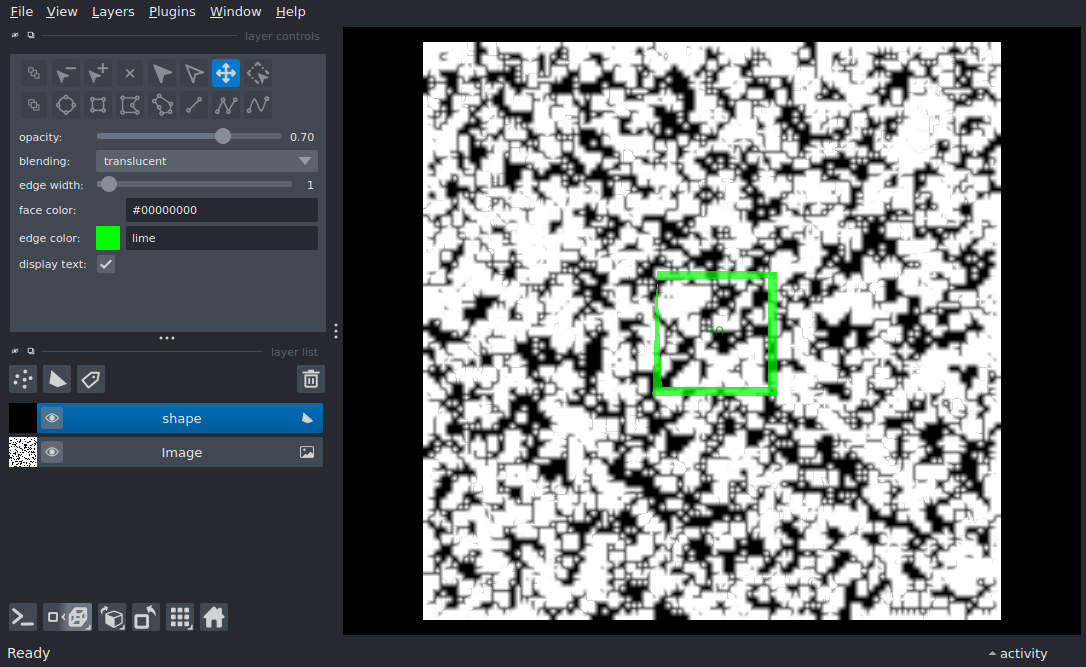 File View Layers Plugins Window Help
layer controls
opacity: 0.70
blending: translucent
edge width: 1
face color: #00000000
edge color: lime
display text:
layer list
shape
Image
Ready
activity